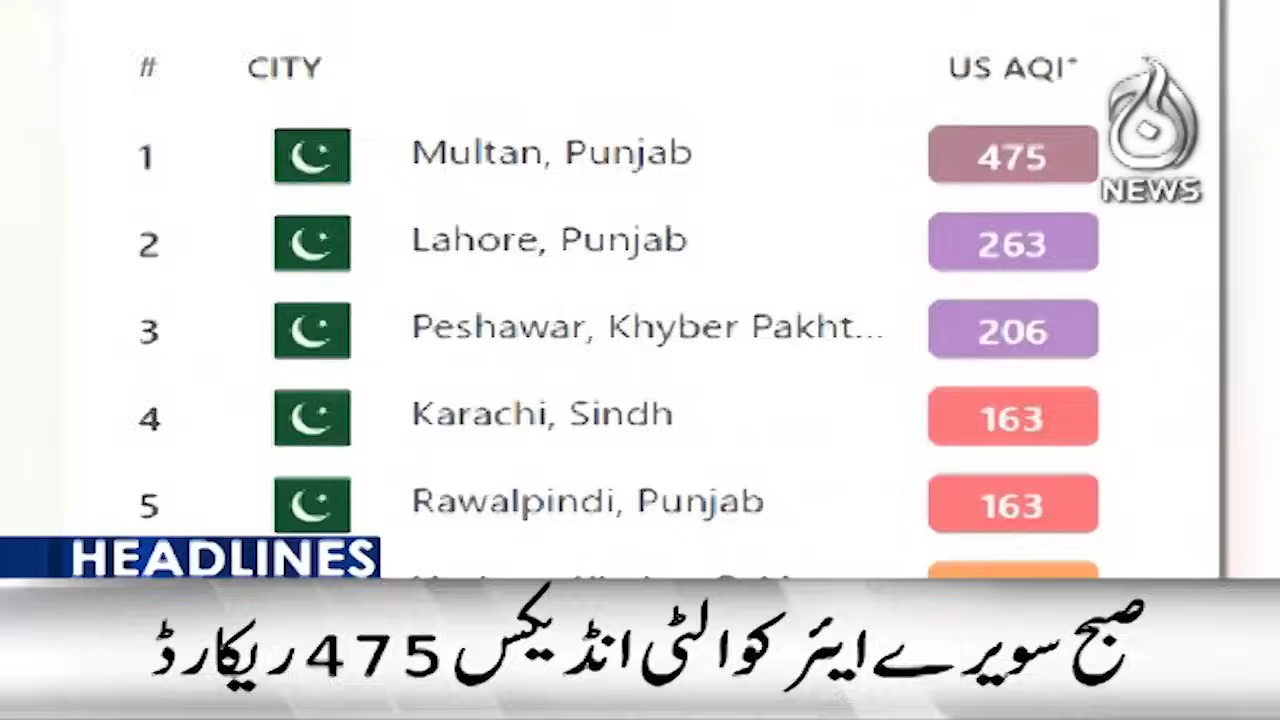 # CITY US AQI*
1 Multan, Punjab 475
2 Lahore, Punjab 263
3 Peshawar, Khyber Pakht... 206
4 Karachi, Sindh 163
5 Rawalpindi, Punjab 163
NEWS
HEADLINES
صبح سویرے ایئر کوالٹی انڈیکس 475 ریکارڈ